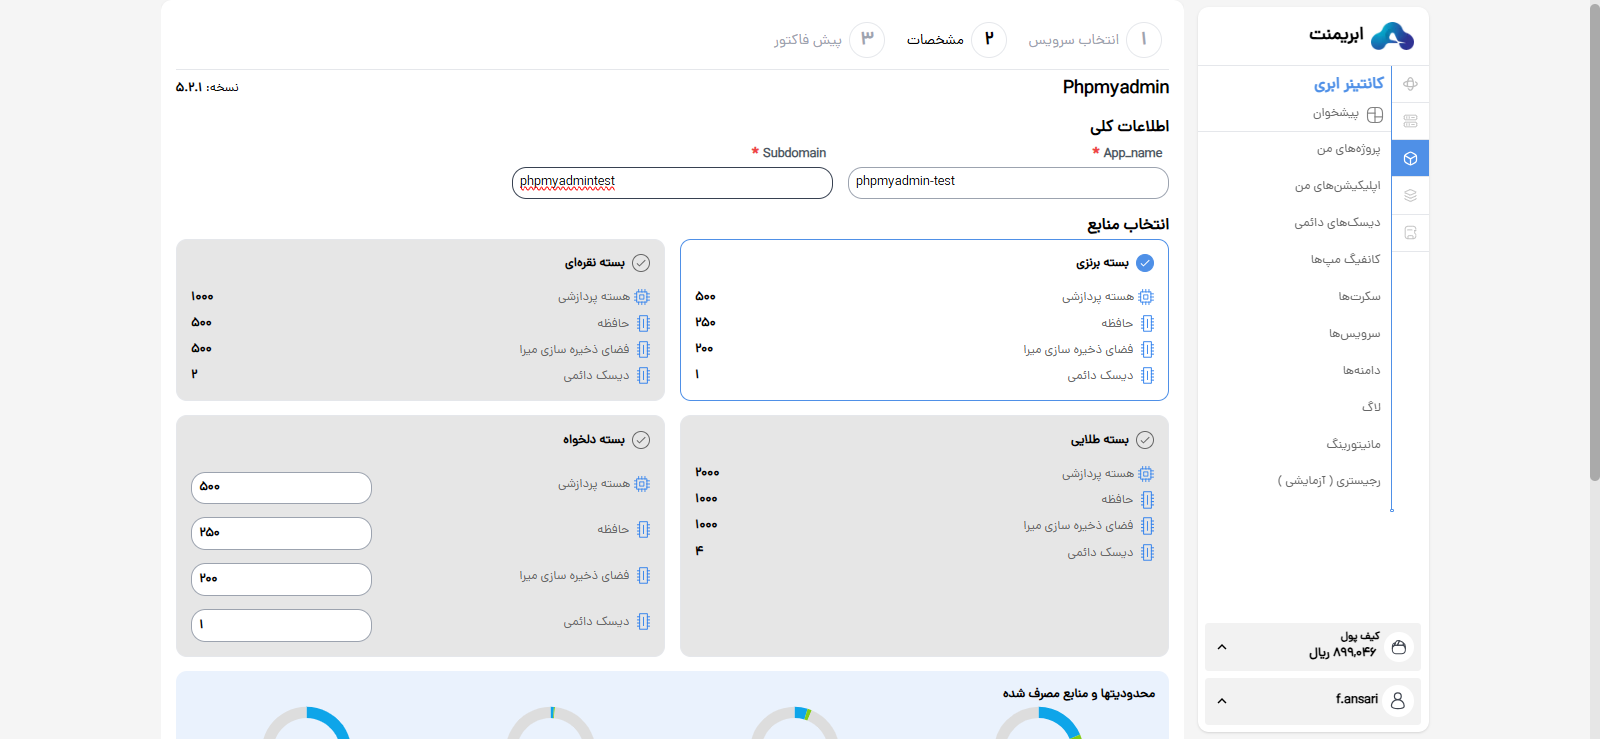 ابریمنت
کانتینر ابری
پیشخوان
پروژه‌های من
اپلیکیشن‌های من
دیسک‌های دائمی
کانفیگ مپ‌ها
سکرت‌ها
سرویس‌ها
دامنه‌ها
لاگ
مانیتورینگ
رجیستری ( آزمایشی )
کیف پول
۸۹۹,۰۴۶ ریال
f.ansari
۱ انتخاب سرویس ۲ مشخصات ۳ پیش فاکتور
Phpmyadmin
نسخه: ۵.۲.۱
اطلاعات کلی
App_name *
phpmyadmin-test
Subdomain *
phpmyadmintest
انتخاب منابع
بسته برنزی
هسته پردازشی ۵۰۰
حافظه ۲۵۰
فضای ذخیره سازی میرا ۲۰۰
دیسک دائمی ۱
بسته نقره‌ای
هسته پردازشی ۱۰۰۰
حافظه ۵۰۰
فضای ذخیره سازی میرا ۵۰۰
دیسک دائمی ۲
بسته طلایی
هسته پردازشی ۲۰۰۰
حافظه ۱۰۰۰
فضای ذخیره سازی میرا ۱۰۰۰
دیسک دائمی ۴
بسته دلخواه
هسته پردازشی ۵۰۰
حافظه ۲۵۰
فضای ذخیره سازی میرا ۲۰۰
دیسک دائمی ۱
محدودیتها و منابع مصرف شده